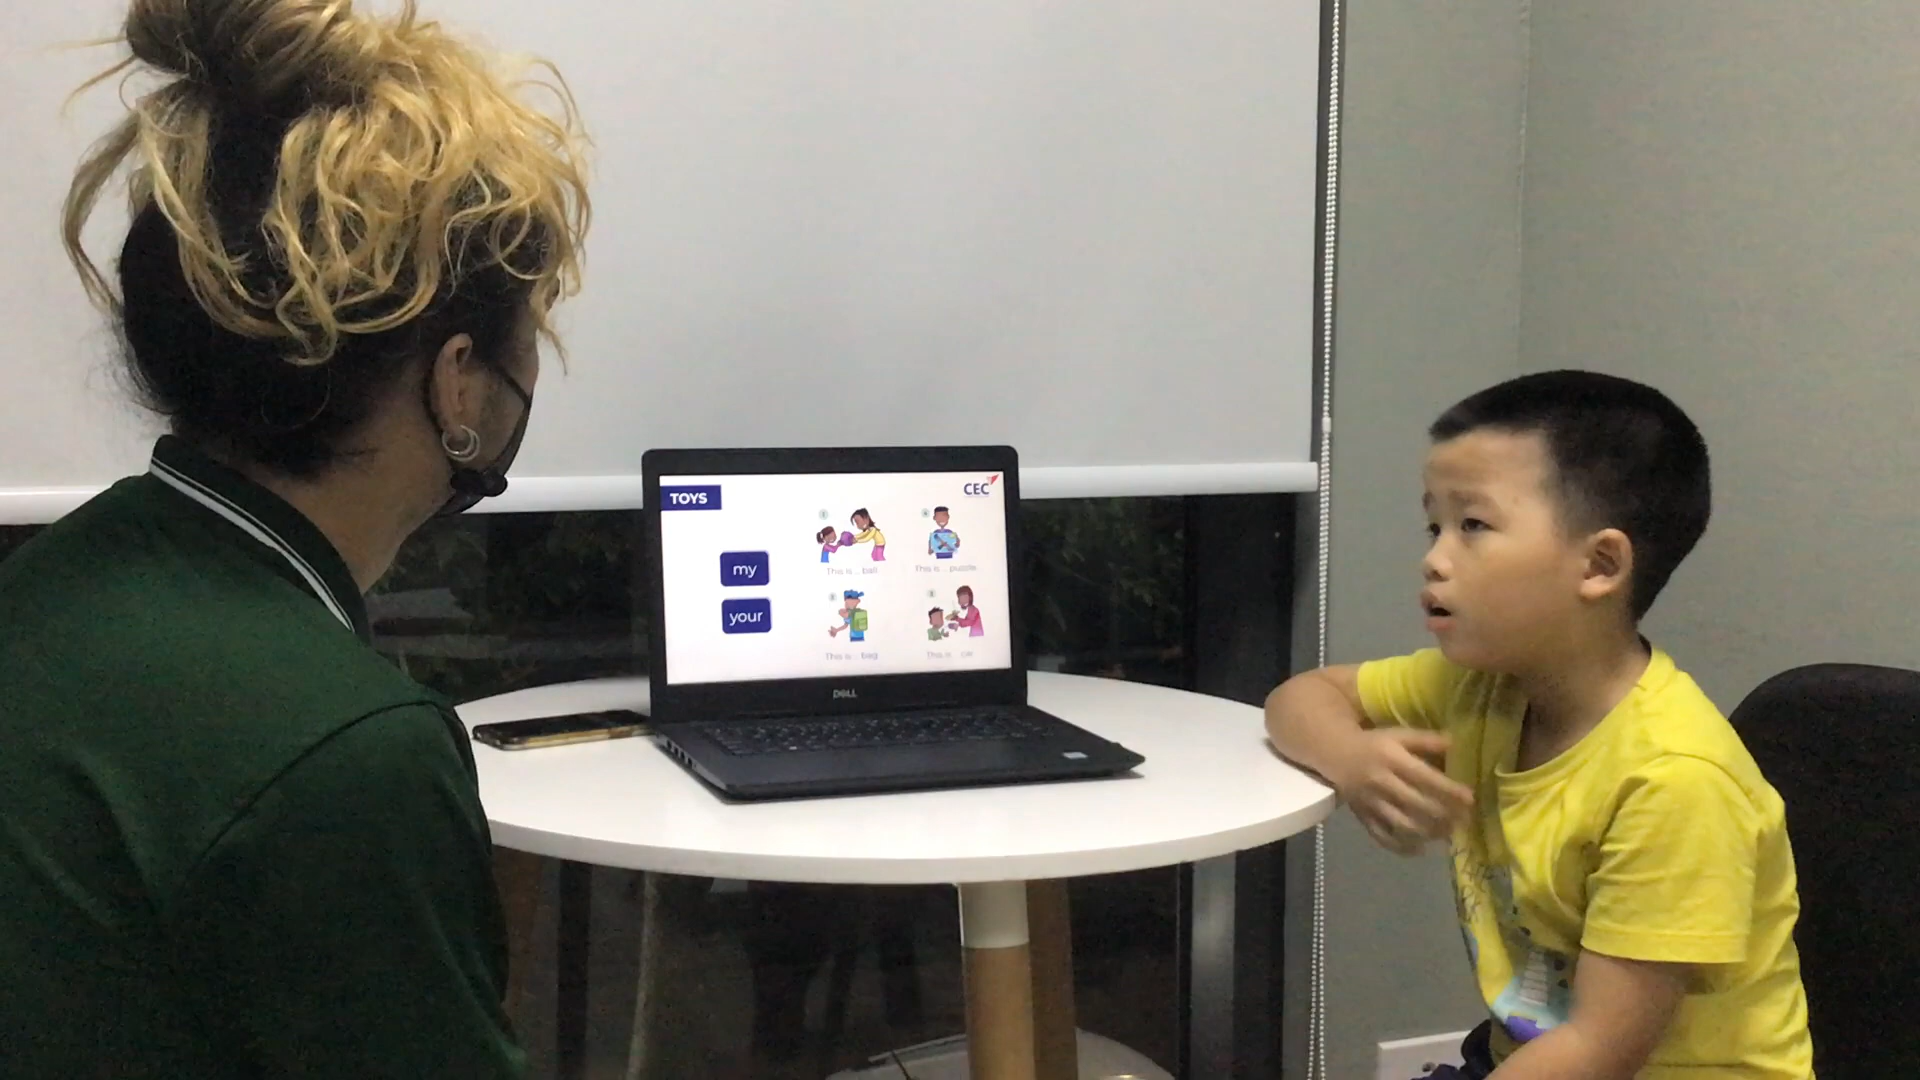 TOYS
CEC
my
your
This is ... ball
This is ... puzzle.
This is ... bag
This is ... car
DELL